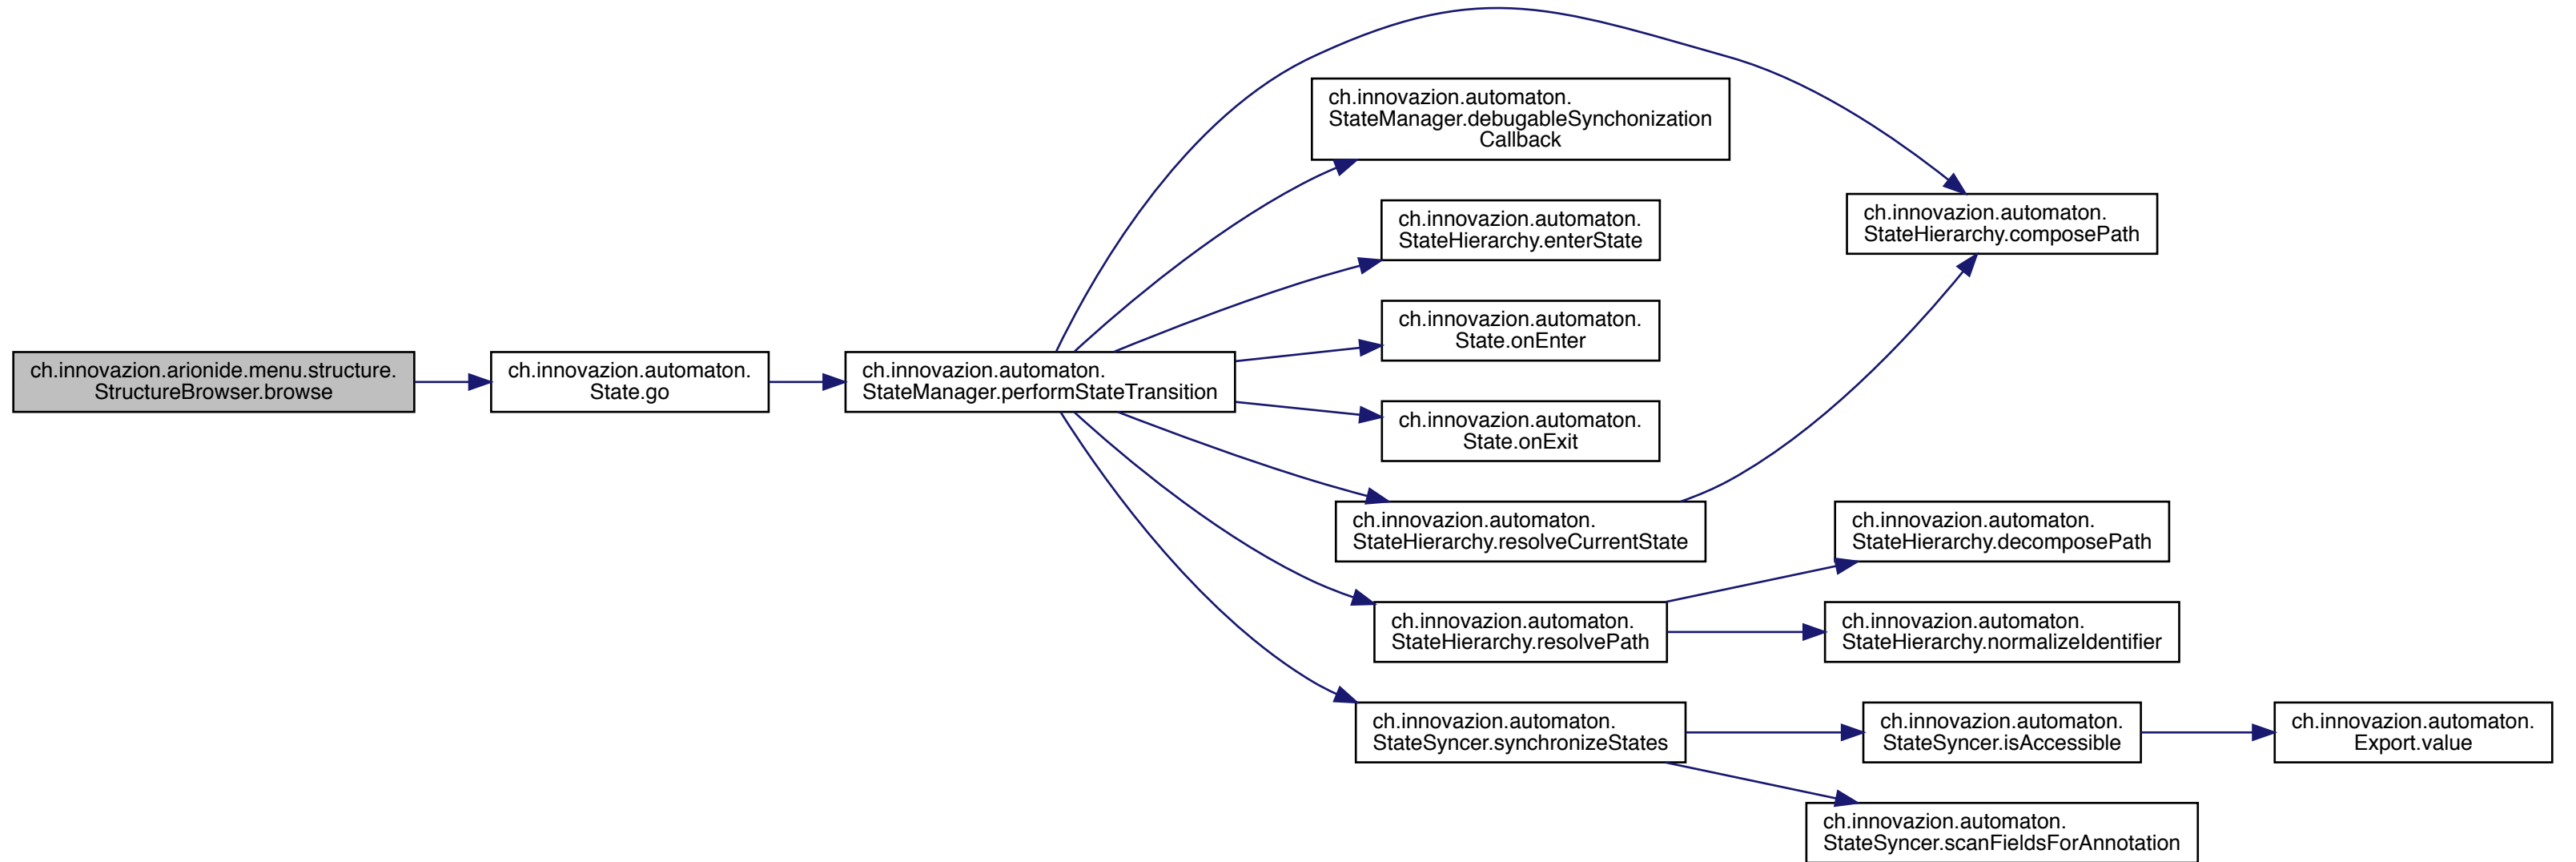 ch.innovazion.arionide.menu.structure.
StructureBrowser.browse
ch.innovazion.automaton.
State.go
ch.innovazion.automaton.
StateManager.performStateTransition
ch.innovazion.automaton.
StateManager.debugableSynchonization
Callback
ch.innovazion.automaton.
StateHierarchy.enterState
ch.innovazion.automaton.
State.onEnter
ch.innovazion.automaton.
State.onExit
ch.innovazion.automaton.
StateHierarchy.resolveCurrentState
ch.innovazion.automaton.
StateHierarchy.resolvePath
ch.innovazion.automaton.
StateSyncer.synchronizeStates
ch.innovazion.automaton.
StateHierarchy.composePath
ch.innovazion.automaton.
StateHierarchy.decomposePath
ch.innovazion.automaton.
StateHierarchy.normalizeIdentifier
ch.innovazion.automaton.
StateSyncer.isAccessible
ch.innovazion.automaton.
StateSyncer.scanFieldsForAnnotation
ch.innovazion.automaton.
Export.value